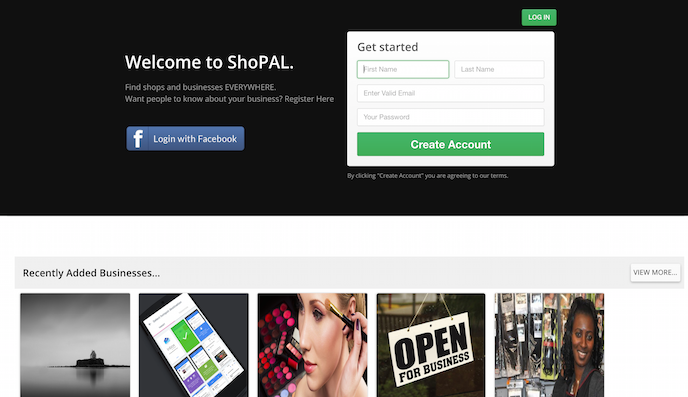 LOG IN
Welcome to ShoPAL.
Find shops and businesses EVERYWHERE.
Want people to know about your business? Register Here
f Login with Facebook
Get started
First Name
Last Name
Enter Valid Email
Your Password
Create Account
By clicking "Create Account" you are agreeing to our terms.
Recently Added Businesses...
VIEW MORE...
OPEN
FOR BUSINESS